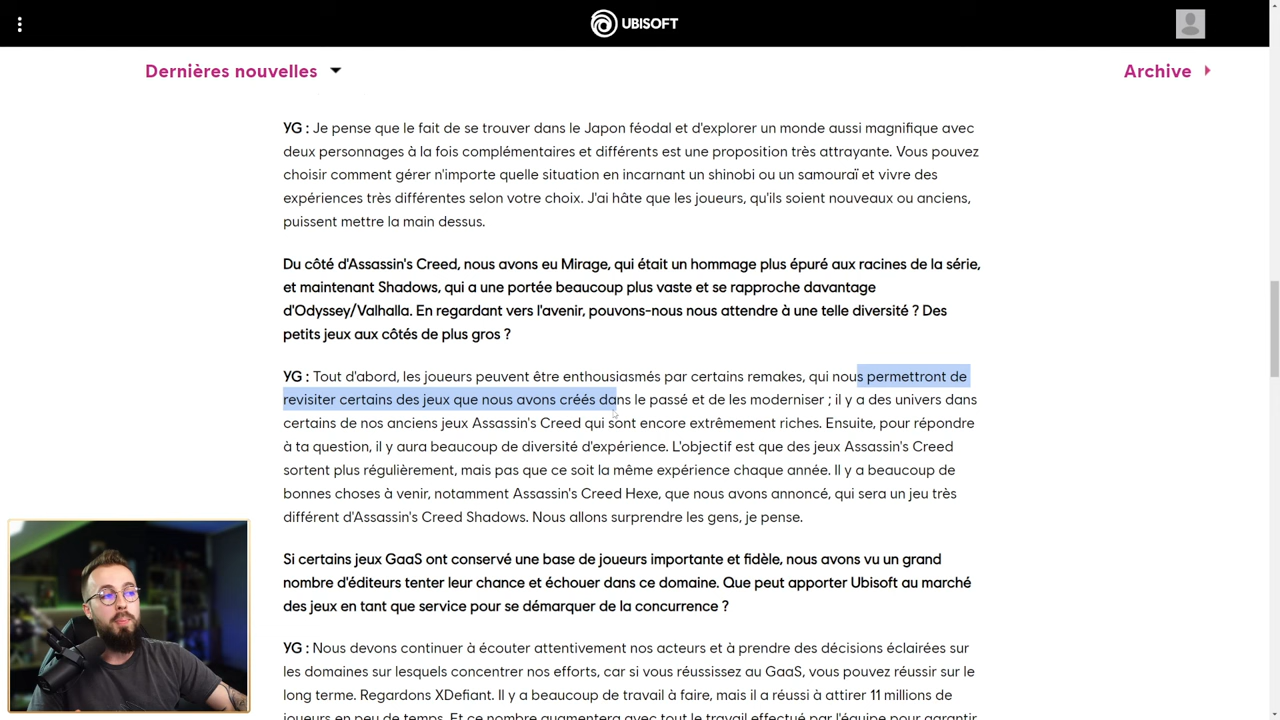 UBISOFT
Dernières nouvelles
Archive
YG : Je pense que le fait de se trouver dans le Japon féodal et d'explorer un monde aussi magnifique avec
deux personnages à la fois complémentaires et différents est une proposition très attrayante. Vous pouvez
choisir comment gérer n'importe quelle situation en incarnant un shinobi ou un samouraï et vivre des
expériences très différentes selon votre choix. J'ai hâte que les joueurs, qu'ils soient nouveaux ou anciens,
puissent mettre la main dessus.
Du côté d'Assassin's Creed, nous avons eu Mirage, qui était un hommage plus épuré aux racines de la série,
et maintenant Shadows, qui a une portée beaucoup plus vaste et se rapproche davantage
d'Odyssey/Valhalla. En regardant vers l'avenir, pouvons-nous nous attendre à une telle diversité ? Des
petits jeux aux côtés de plus gros ?
YG : Tout d'abord, les joueurs peuvent être enthousiasmés par certains remakes, qui nous permettront de
revisiter certains des jeux que nous avons créés dans le passé et de les moderniser ; il y a des univers dans
certains de nos anciens jeux Assassin's Creed qui sont encore extrêmement riches. Ensuite, pour répondre
à ta question, il y aura beaucoup de diversité d'expérience. L'objectif est que des jeux Assassin's Creed
sortent plus régulièrement, mais pas que ce soit la même expérience chaque année. Il y a beaucoup de
bonnes choses à venir, notamment Assassin's Creed Hexe, que nous avons annoncé, qui sera un jeu très
différent d'Assassin's Creed Shadows. Nous allons surprendre les gens, je pense.
Si certains jeux GaaS ont conservé une base de joueurs importante et fidèle, nous avons vu un grand
nombre d'éditeurs tenter leur chance et échouer dans ce domaine. Que peut apporter Ubisoft au marché
des jeux en tant que service pour se démarquer de la concurrence ?
YG : Nous devons continuer à écouter attentivement nos acteurs et à prendre des décisions éclairées sur
les domaines sur lesquels concentrer nos efforts, car si vous réussissez au GaaS, vous pouvez réussir sur le
long terme. Regardons XDefiant. Il y a beaucoup de travail à faire, mais il a réussi à attirer 11 millions de
joueurs en peu de temps. Et ce nombre augmentera avec tout le travail effectué par l'équipe pour garantir